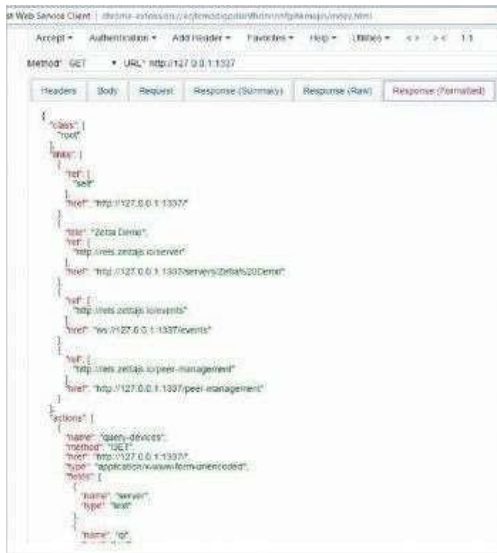 st Web Service Client | chrome-extension://
Accept Authentication Add Header Favorites Help Utilities < > > < 1:1
Method: GET URL: http://127.0.0.1:1337
Headers Body Request Response (Summary) Response (Raw) Response (Formatted)
{
"class": [
"root"
],
"links": [
{
"rel": [
"self"
],
"href": "http://127.0.0.1:1337/"
},
{
"title": "Zetta Demo",
"rel": [
"http://rels.zettajs.io/server"
],
"href": "http://127.0.0.1:1337/servers/Zetta%20Demo"
},
{
"rel": [
"http://rels.zettajs.io/events"
],
"href": "ws://127.0.0.1:1337/events"
},
{
"rel": [
"http://rels.zettajs.io/peer-management"
],
"href": "http://127.0.0.1:1337/peer-management"
}
],
"actions": [
{
"name": "query-devices",
"method": "GET",
"href": "http://127.0.0.1:1337/",
"type": "application/x-www-form-urlencoded",
"fields": [
{
"name": "server",
"type": "text"
},
{
"name": "ql",